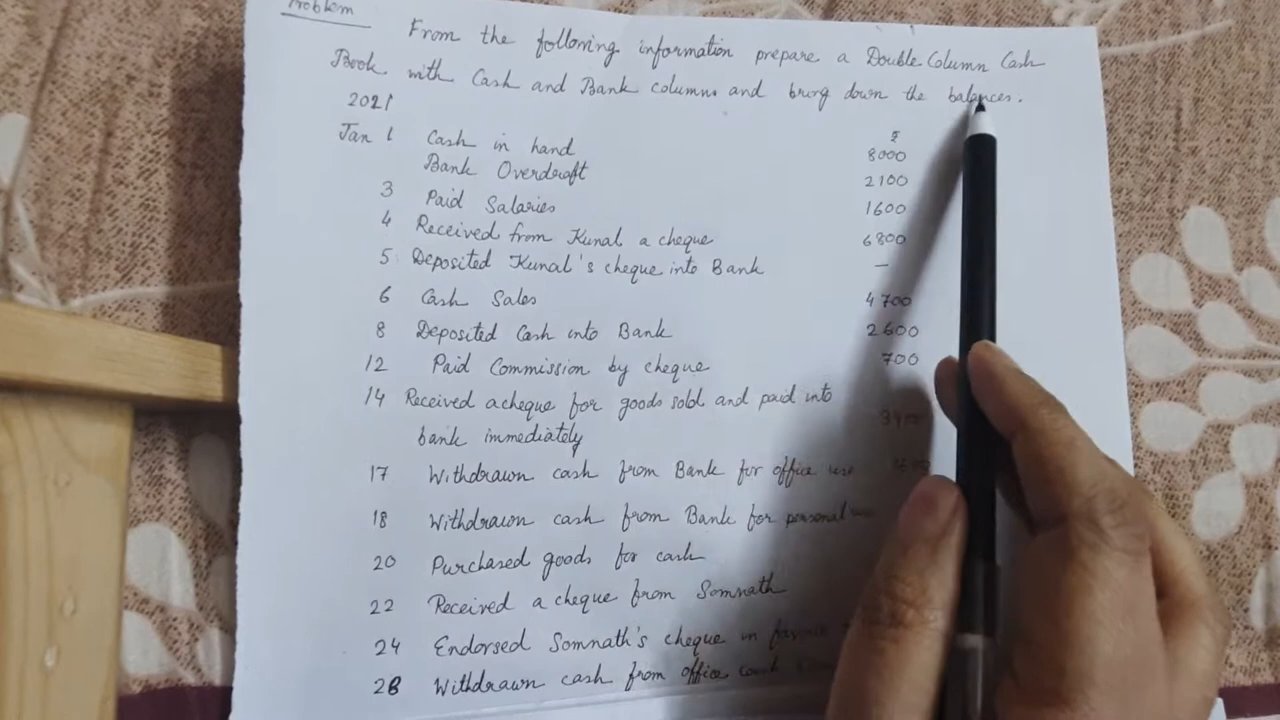 Problem
From the following information prepare a Double Column Cash
Book with Cash and Bank columns and bring down the balances.
2021
₹
Jan 1 Cash in hand 8000
Bank Overdraft 2100
3 Paid Salaries 1600
4 Received from Kunal a cheque 6800
5 Deposited Kunal's cheque into Bank —
6 Cash Sales 4700
8 Deposited Cash into Bank 2600
12 Paid Commission by cheque 700
14 Received a cheque for goods sold and paid into
bank immediately
17 Withdrawn cash from Bank for office use
18 Withdrawn cash from Bank for personal
20 Purchased goods for cash
22 Received a cheque from Somnath
24 Endorsed Somnath's cheque in favour
28 Withdrawn cash from office